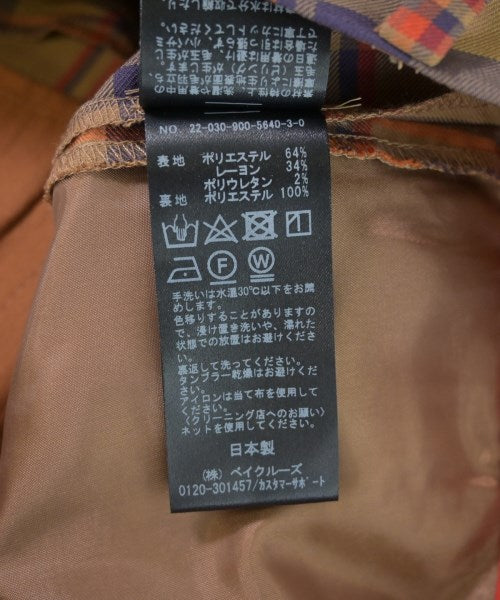 NO. 22-030-900-5640-3-0
表地 ポリエステル 64%
レーヨン 34%
ポリウレタン 2%
裏地 ポリエステル 100%
F W
手洗いは水温30℃以下をお薦
めします。
色移りすることがありますの
で、浸け置き洗いや、濡れた
状態での放置はお避けくださ
い。
裏返して洗ってください。
タンブラー乾燥はお避けくだ
さい。
アイロンは当て布を使用して
ください。
〈クリーニング店へのお願い〉
ネットを使用してください。
日本製
(株) ベイクルーズ
0120-301457/カスタマーサポート